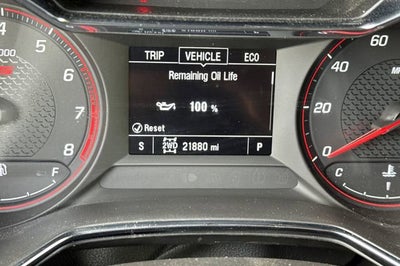 TRIP VEHICLE ECO
Remaining Oil Life
100 %
Reset
S 2WD 21880 mi P
4 5 6 7 8
60 40 20 0
F
C